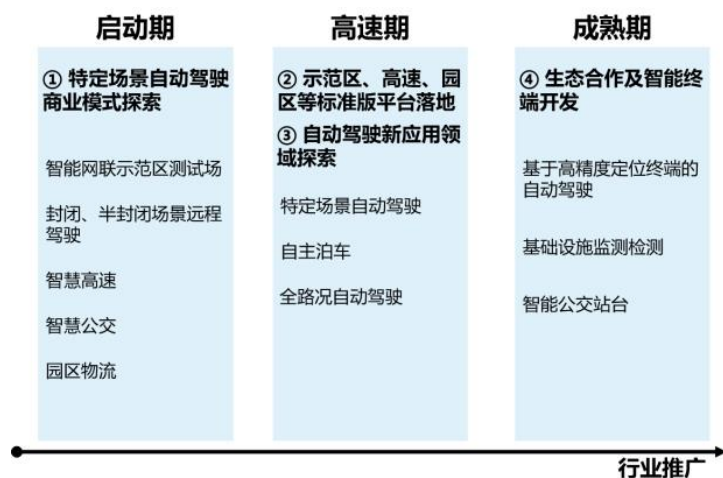 启动期
① 特定场景自动驾驶
商业模式探索
智能网联示范区测试场
封闭、半封闭场景远程
驾驶
智慧高速
智慧公交
园区物流
高速期
② 示范区、高速、园
区等标准版平台落地
③ 自动驾驶新应用领
域探索
特定场景自动驾驶
自主泊车
全路况自动驾驶
成熟期
④ 生态合作及智能终
端开发
基于高精度定位终端的
自动驾驶
基础设施监测检测
智能公交站台
行业推广